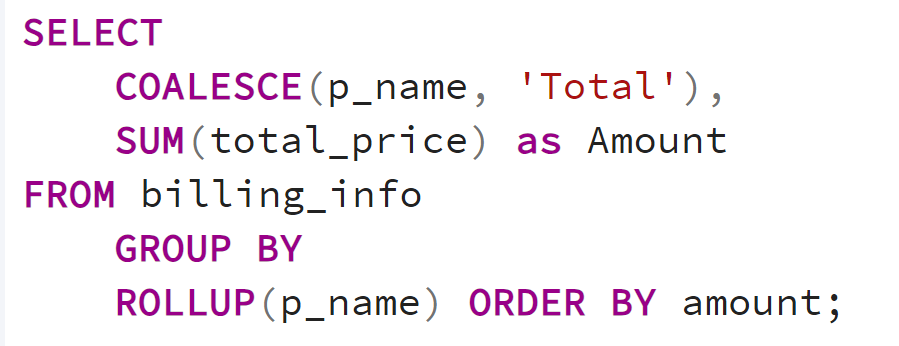 SELECT
COALESCE(p_name, 'Total'),
SUM(total_price) as Amount
FROM billing_info
GROUP BY
ROLLUP(p_name) ORDER BY amount;